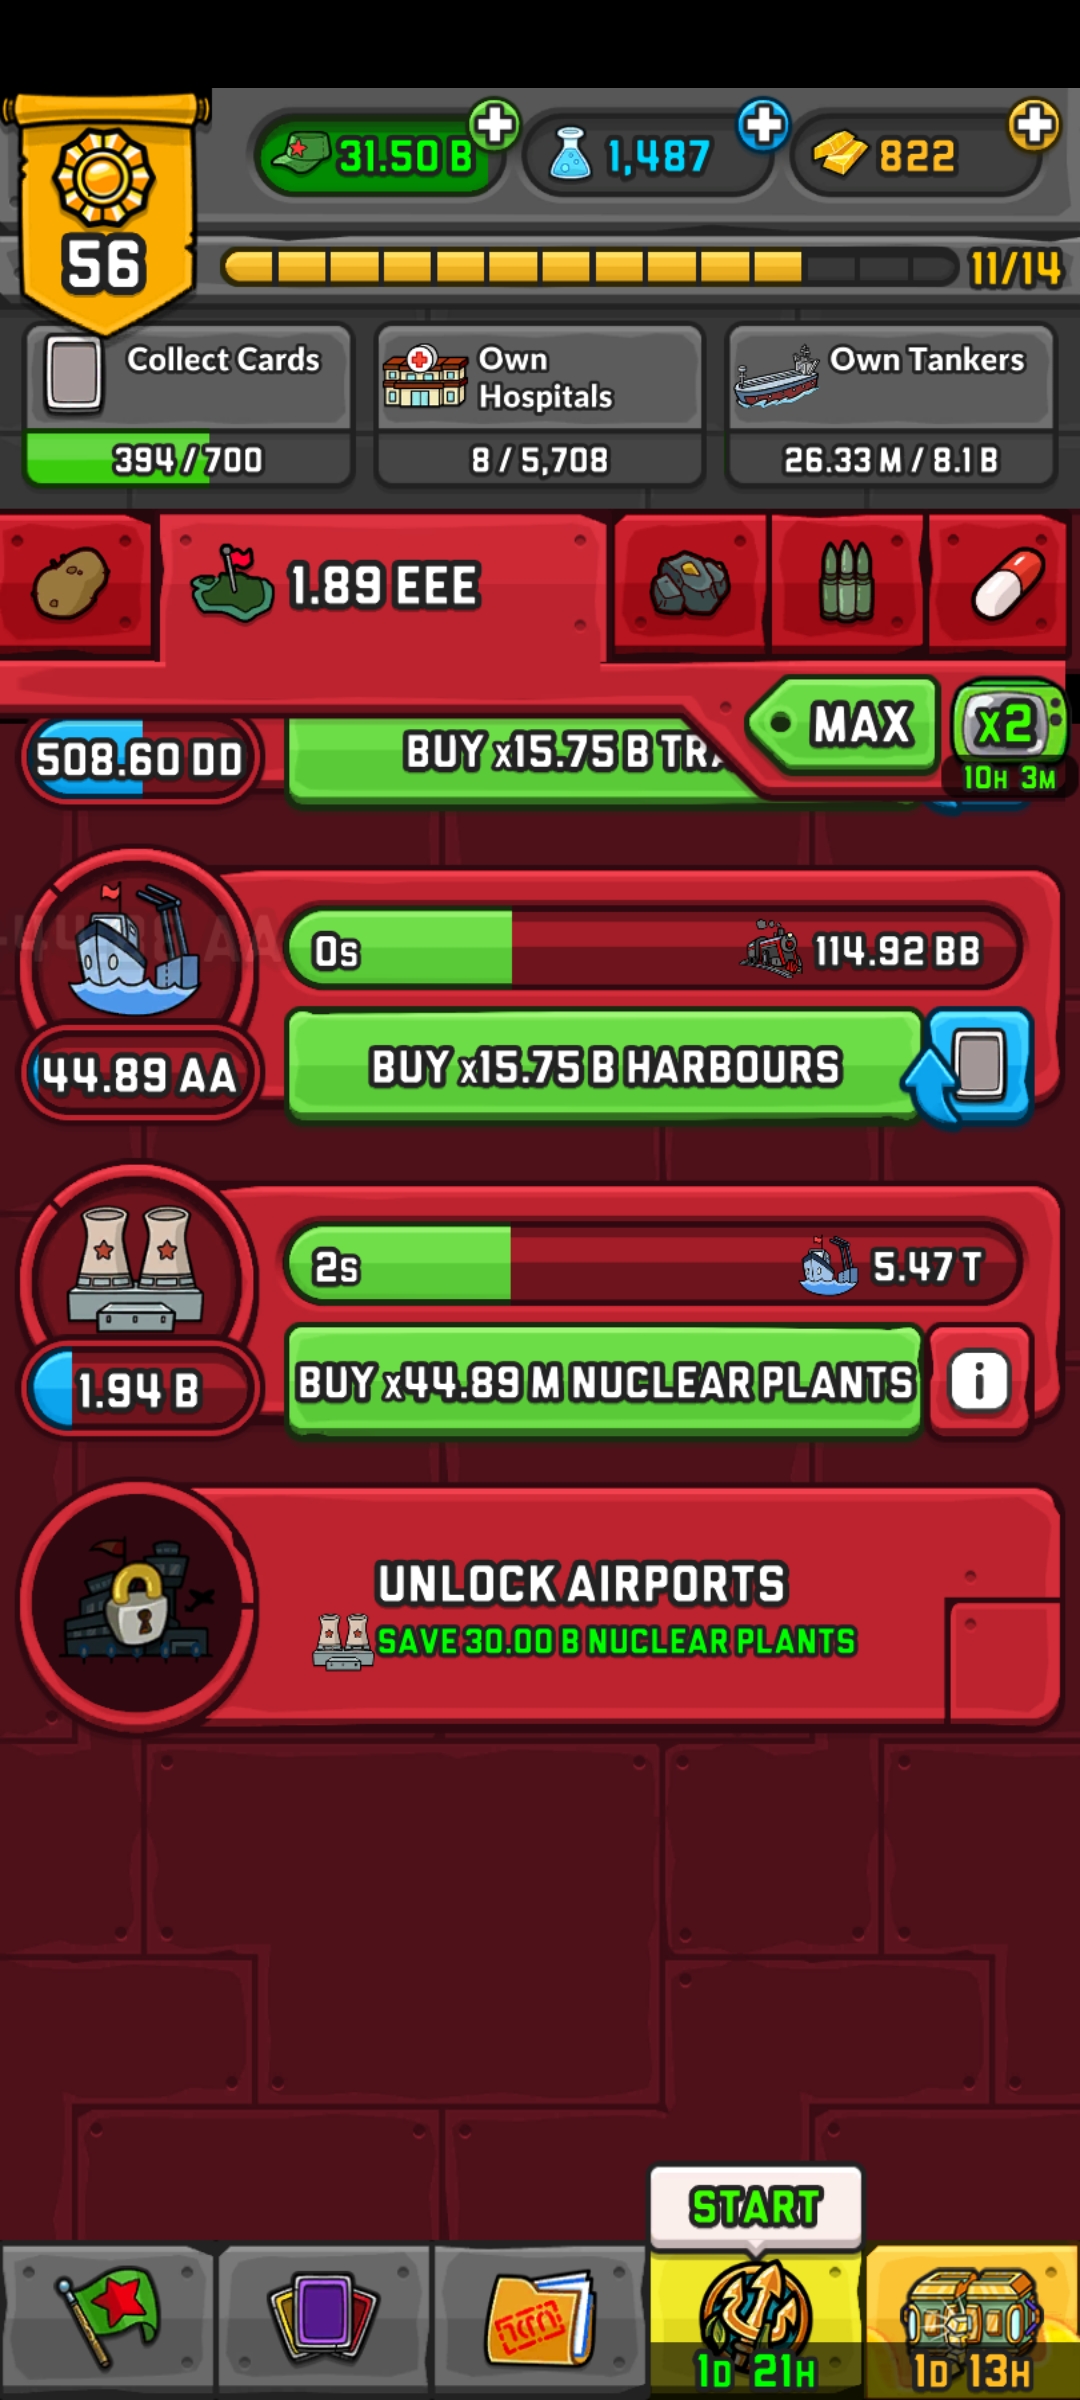 31.50 B
1,487
822
56
11/14
Collect Cards
394/700
Own
Hospitals
8/5,708
Own Tankers
26.33 M / 8.1 B
1.89 EEE
MAX
x2
10H 3M
508.60 DD
BUY x15.75 B
0s
114.92 BB
44.89 AA
BUY x15.75 B HARBOURS
2s
5.47 T
1.94 B
BUY x44.89 M NUCLEAR PLANTS
i
UNLOCK AIRPORTS
SAVE 30.00 B NUCLEAR PLANTS
START
1D 21H
1D 13H